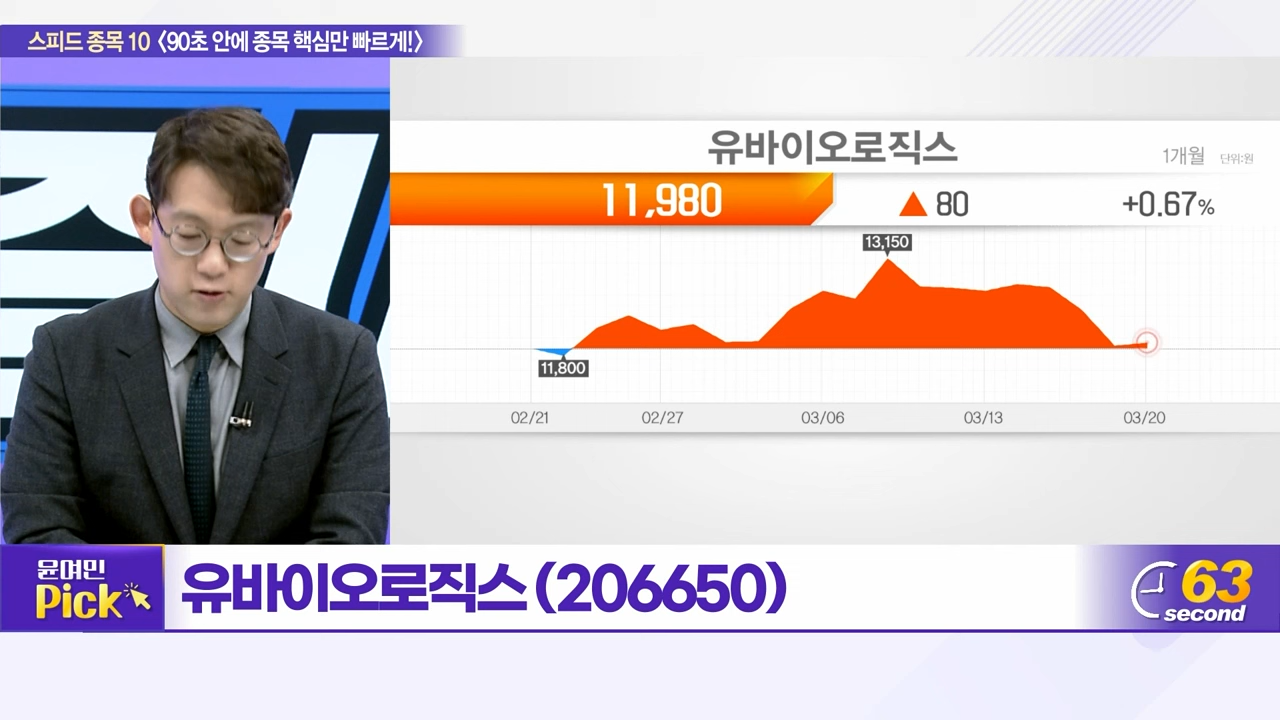 스피드 종목 10 〈90초 안에 종목 핵심만 빠르게!〉
유바이오로직스
1개월 단위:원
11,980 ▲ 80 +0.67%
13,150
11,800
02/21 02/27 03/06 03/13 03/20
윤여민
Pick
유바이오로직스(206650)
63
second